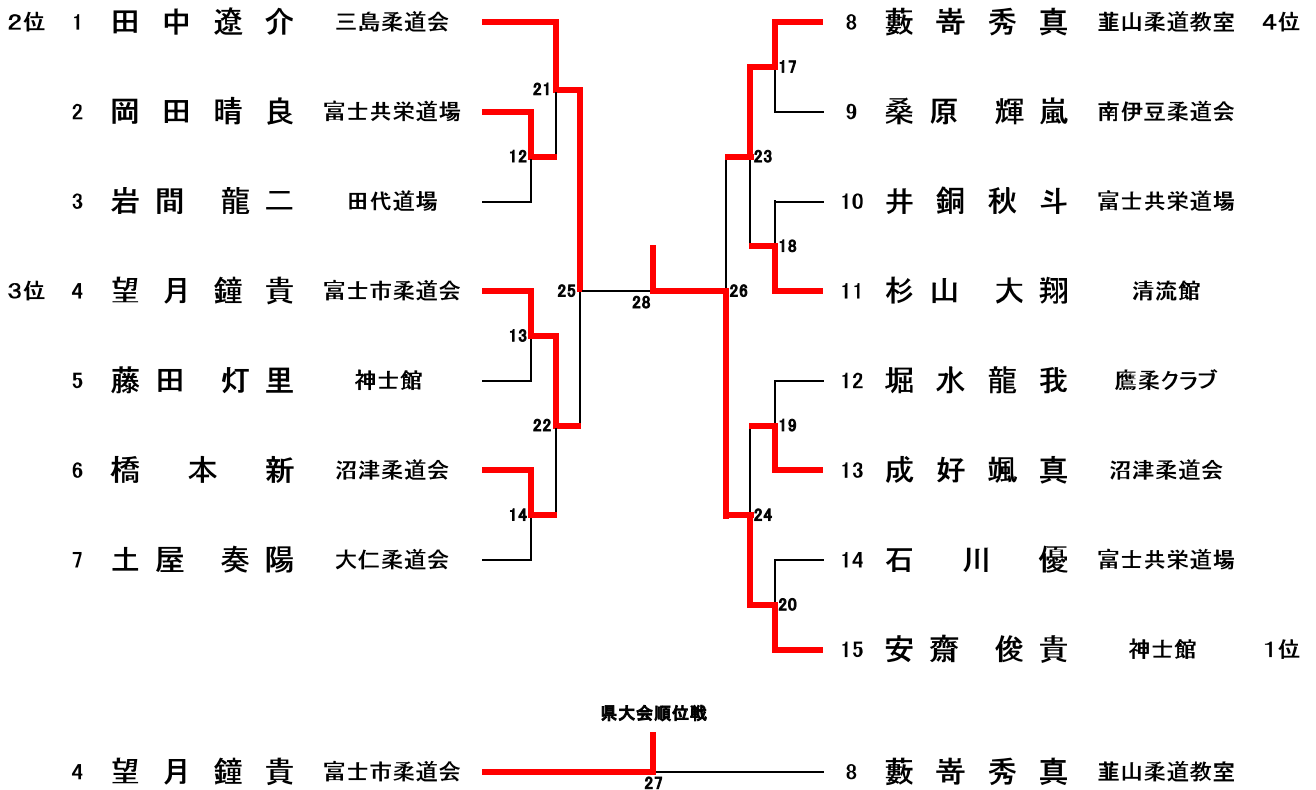 2位 1 田中遼介 三島柔道会
2 岡田晴良 富士共栄道場
3 岩間龍二 田代道場
3位 4 望月鐘貴 富士市柔道会
5 藤田灯里 神士館
6 橋本新 沼津柔道会
7 土屋奏陽 大仁柔道会
21
12
13
22
14
25
28
26
17
23
18
19
24
20
8 藪嵜秀真 韮山柔道教室 4位
9 桑原輝嵐 南伊豆柔道会
10 井銅秋斗 富士共栄道場
11 杉山大翔 清流館
12 堀水龍我 鷹柔クラブ
13 成好颯真 沼津柔道会
14 石川優 富士共栄道場
15 安齋俊貴 神士館 1位
県大会順位戦
4 望月鐘貴 富士市柔道会
27
8 藪嵜秀真 韮山柔道教室